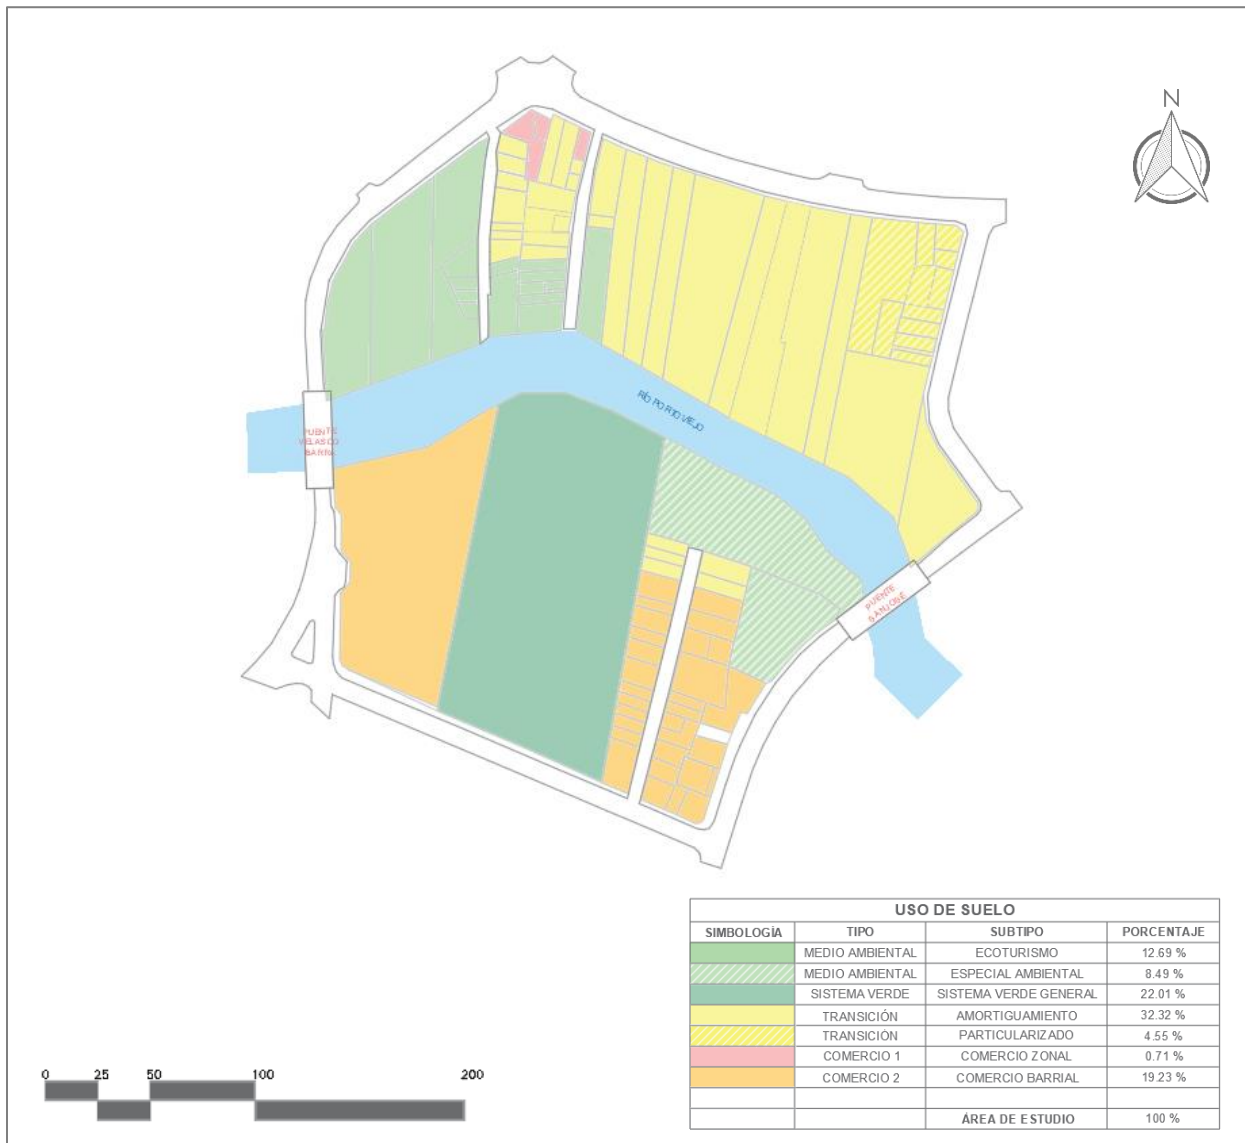 N
RÍO PORTOVIEJO
PUENTE
VELASCO
IBARRA
PUENTE
SAN JOSÉ
USO DE SUELO
SIMBOLOGÍA TIPO SUBTIPO PORCENTAJE
MEDIO AMBIENTAL ECOTURISMO 12.69 %
MEDIO AMBIENTAL ESPECIAL AMBIENTAL 8.49 %
SISTEMA VERDE SISTEMA VERDE GENERAL 22.01 %
TRANSICIÓN AMORTIGUAMIENTO 32.32 %
TRANSICIÓN PARTICULARIZADO 4.55 %
COMERCIO 1 COMERCIO ZONAL 0.71 %
COMERCIO 2 COMERCIO BARRIAL 19.23 %
ÁREA DE ESTUDIO 100 %
0 25 50 100 200